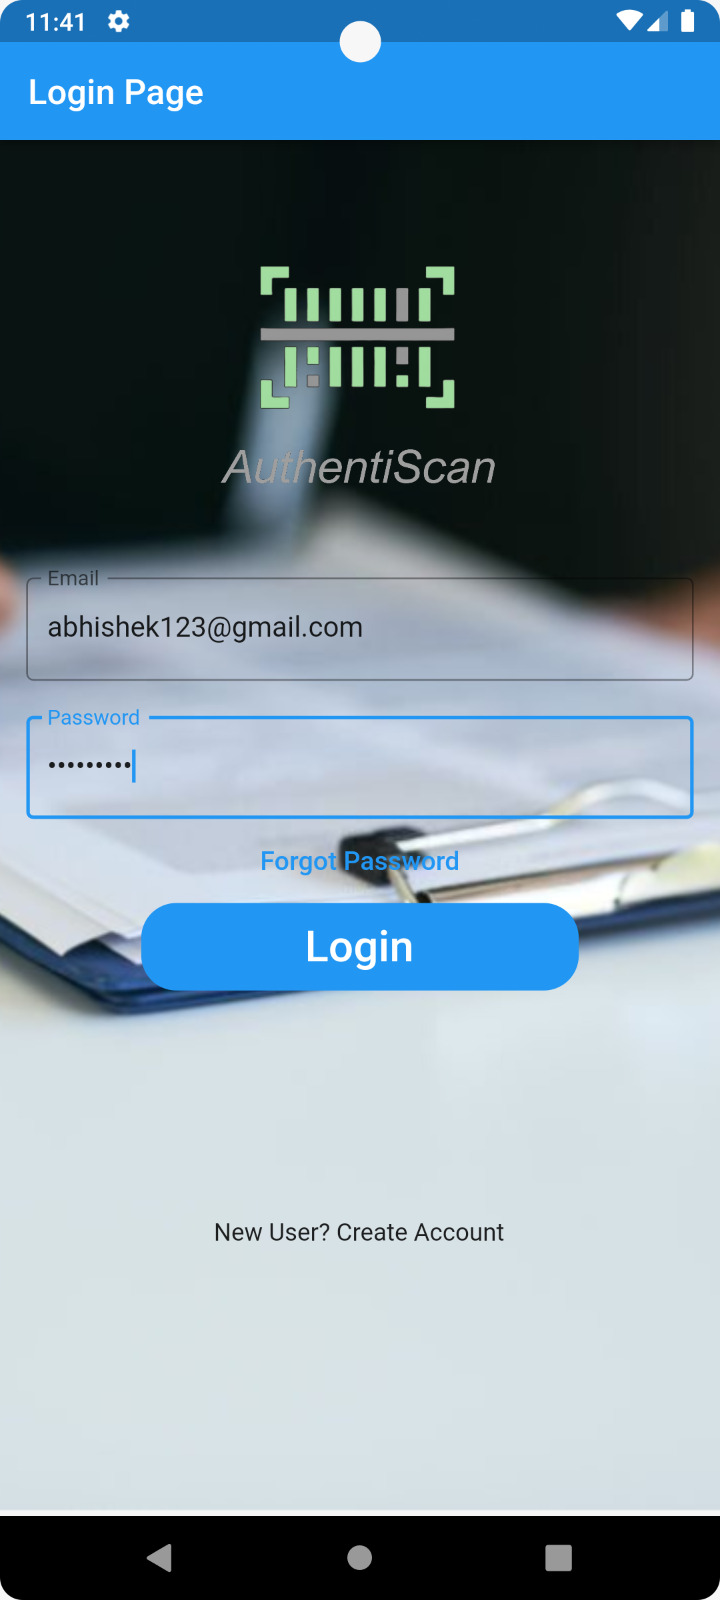 11:41
Login Page
AuthentiScan
Email
abhishek123@gmail.com
Password
•••••••••
Forgot Password
Login
New User? Create Account